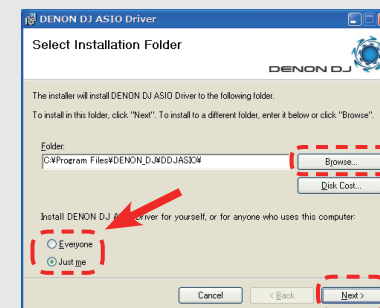 DENON DJ ASIO Driver
Select Installation Folder
DENON DJ
The installer will install DENON DJ ASIO Driver to the following folder.
To install in this folder, click "Next". To install to a different folder, enter it below or click "Browse".
Folder:
C:¥Program Files¥DENON_DJ¥DDJASIO¥
Browse...
Disk Cost...
Install DENON DJ Driver for yourself, or for anyone who uses this computer:
Everyone
Just me
Cancel
< Back
Next >